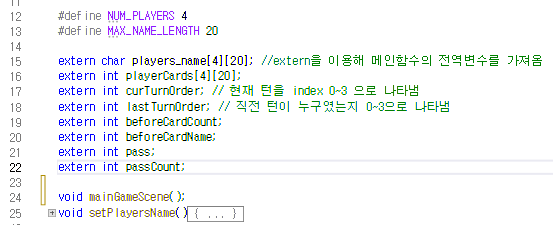 11
12 #define NUM_PLAYERS 4
13 #define MAX_NAME_LENGTH 20
14
15 extern char players_name[4][20]; //extern을 이용해 메인함수의 전역변수를 가져옴
16 extern int playerCards[4][20];
17 extern int curTurnOrder; // 현재 턴을 index 0~3 으로 나타냄
18 extern int lastTurnOrder; // 직전 턴이 누구였는지 0~3으로 나타냄
19 extern int beforeCardCount;
20 extern int beforeCardName;
21 extern int pass;
22 extern int passCount;
23
24 void mainGameScene();
25 void setPlayersName(){ ... }